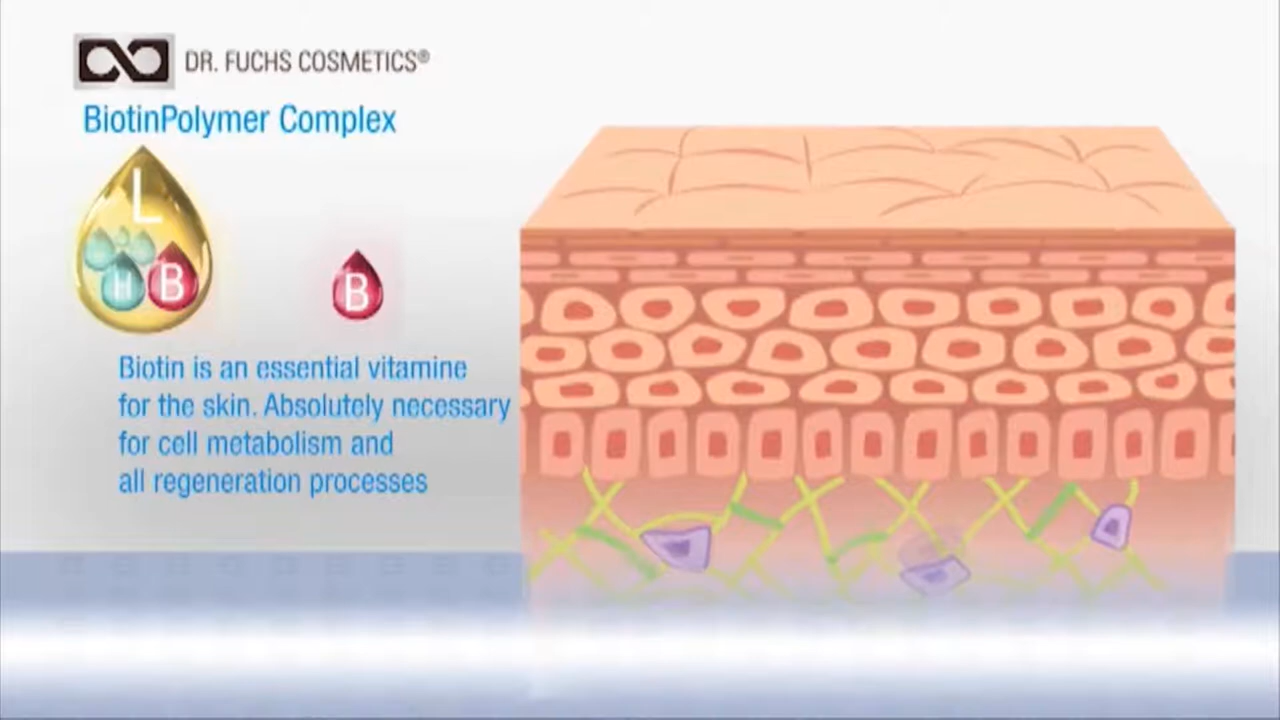 DR. FUCHS COSMETICS®
BiotinPolymer Complex
L
H B
B
Biotin is an essential vitamine
for the skin. Absolutely necessary
for cell metabolism and
all regeneration processes